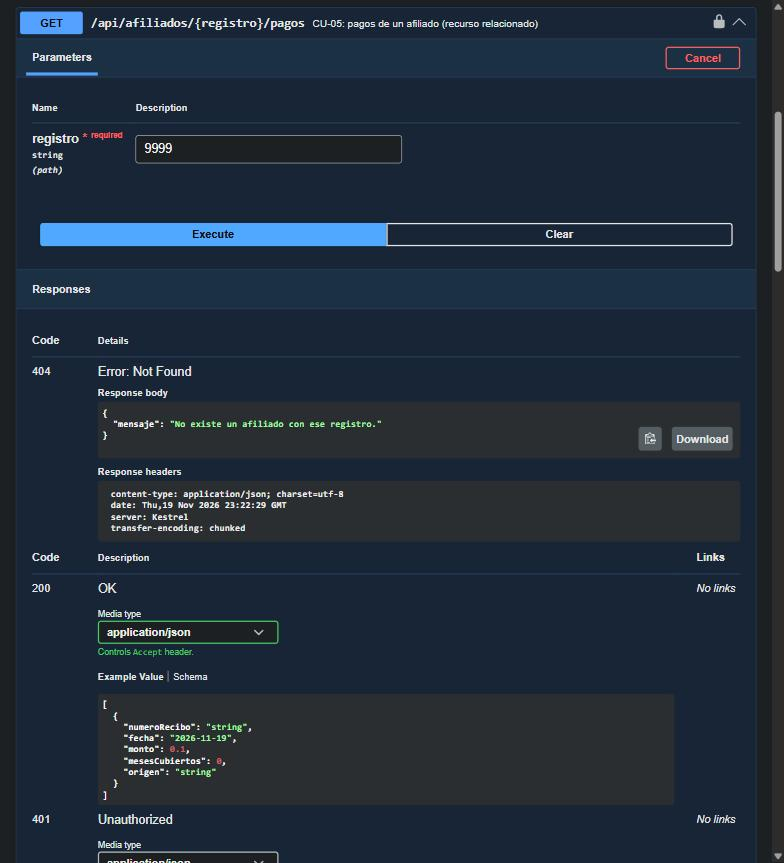 GET /api/afiliados/{registro}/pagos CU-05: pagos de un afiliado (recurso relacionado)
Parameters
Cancel
Name Description
registro * required
string
(path)
9999
Execute Clear
Responses
Code Details
404 Error: Not Found
Response body
{
"mensaje": "No existe un afiliado con ese registro."
}
Download
Response headers
content-type: application/json; charset=utf-8
date: Thu,19 Nov 2026 23:22:29 GMT
server: Kestrel
transfer-encoding: chunked
Code Description Links
200 OK No links
Media type
application/json
Controls Accept header.
Example Value | Schema
[
{
"numeroRecibo": "string",
"fecha": "2026-11-19",
"monto": 0.1,
"mesesCubiertos": 0,
"origen": "string"
}
]
401 Unauthorized No links
Media type
application/json